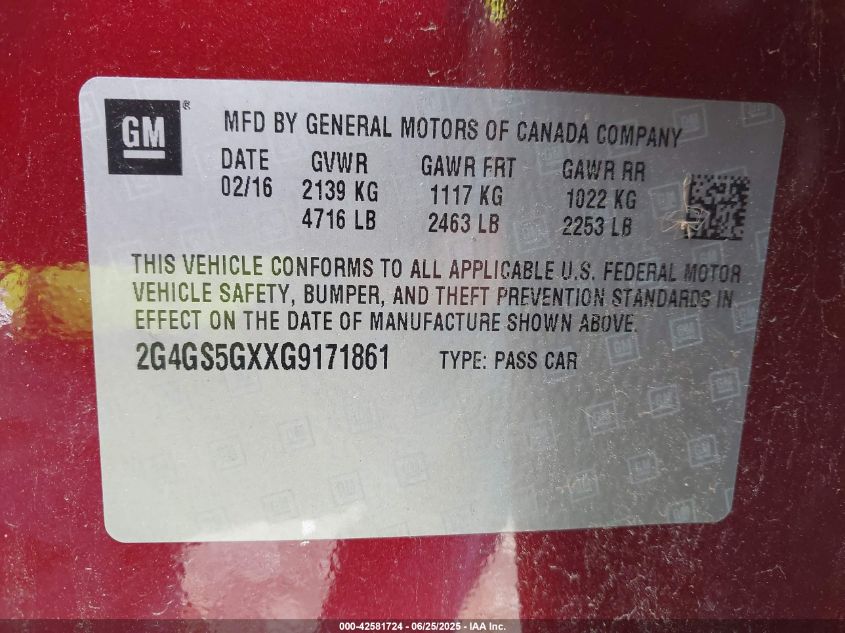 GM ®
MFD BY GENERAL MOTORS OF CANADA COMPANY
DATE GVWR GAWR FRT GAWR RR
02/16 2139 KG 1117 KG 1022 KG
4716 LB 2463 LB 2253 LB
THIS VEHICLE CONFORMS TO ALL APPLICABLE U.S. FEDERAL MOTOR
VEHICLE SAFETY, BUMPER, AND THEFT PREVENTION STANDARDS IN
EFFECT ON THE DATE OF MANUFACTURE SHOWN ABOVE.
2G4GS5GXXG9171861 TYPE: PASS CAR
000-42581724 - 06/25/2025 - IAA Inc.